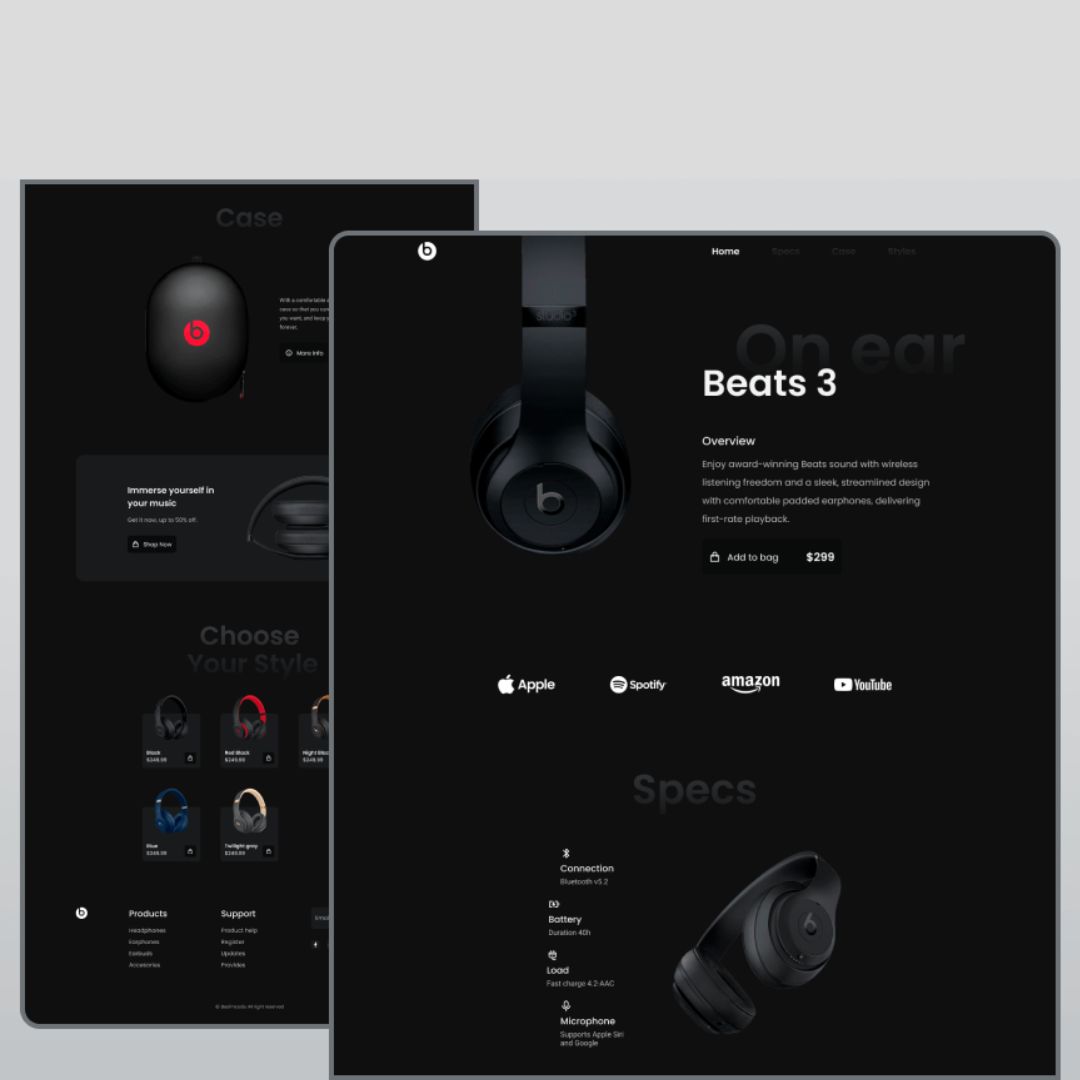 Case
With a comfortable a
case so that you can
you want, and keep y
forever.
More Info
Immerse yourself in
your music
Get it now, up to 50% off.
Shop Now
Choose
Your Style
Black
$249.99
Red Black
$249.99
Night Blac
$249.99
Blue
$249.99
Twilight grey
$249.99
Products
Headphones
Earphones
Earbuds
Accesories
Support
Product help
Register
Updates
Provides
Email
All right reserved
Home
Specs
Case
Styles
studio³
On ear
Beats 3
Overview
Enjoy award-winning Beats sound with wireless
listening freedom and a sleek, streamlined design
with comfortable padded earphones, delivering
first-rate playback.
Add to bag $299
Apple
Spotify
amazon
YouTube
Specs
Connection
Bluetooth v5.2
Battery
Duration 40h
Load
Fast charge 4.2-AAC
Microphone
Supports Apple Siri
and Google